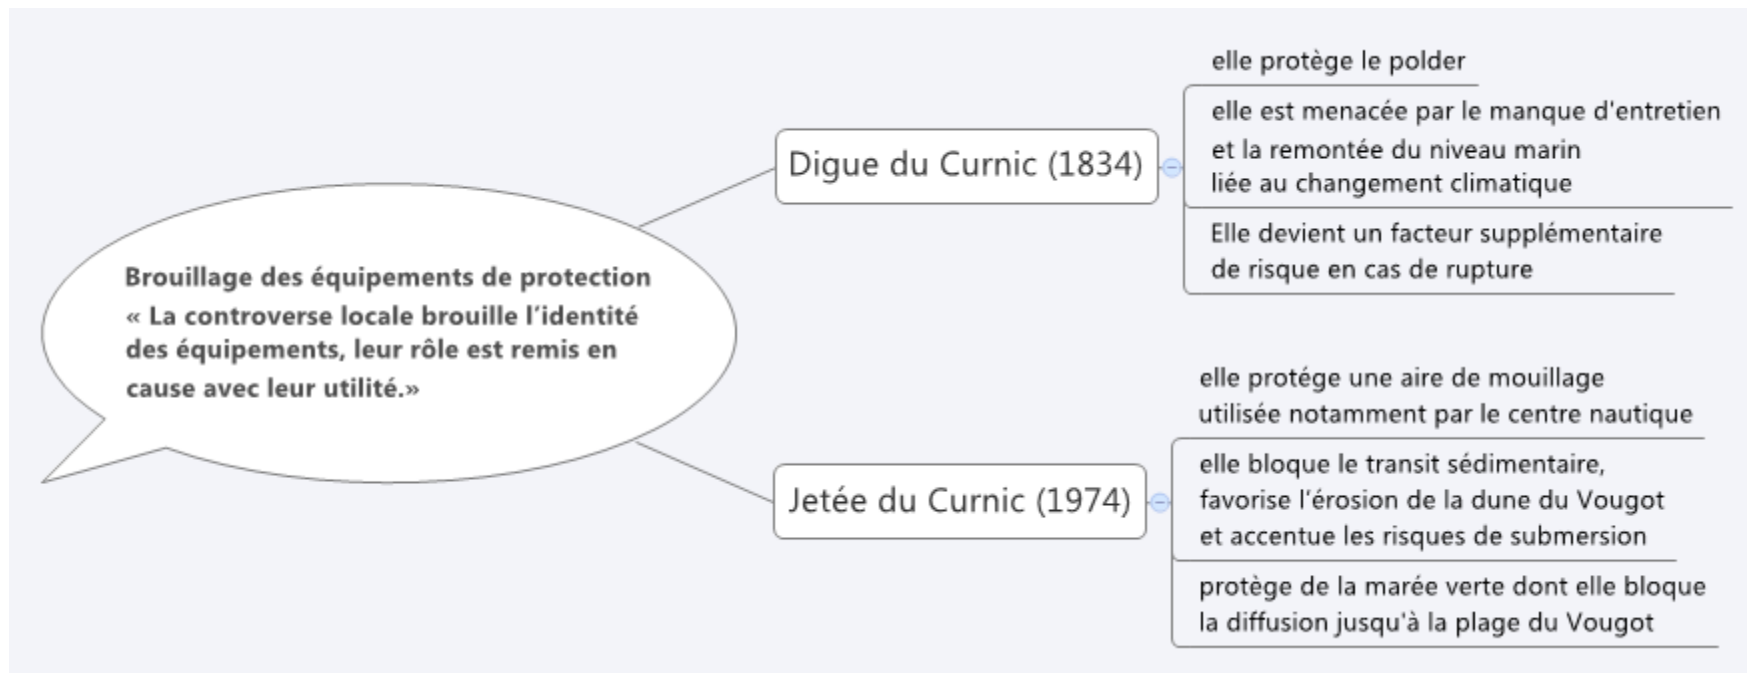 Brouillage des équipements de protection
« La controverse locale brouille l'identité
des équipements, leur rôle est remis en
cause avec leur utilité.»
Digue du Curnic (1834)
elle protège le polder
elle est menacée par le manque d'entretien
et la remontée du niveau marin
liée au changement climatique
Elle devient un facteur supplémentaire
de risque en cas de rupture
Jetée du Curnic (1974)
elle protége une aire de mouillage
utilisée notamment par le centre nautique
elle bloque le transit sédimentaire,
favorise l'érosion de la dune du Vougot
et accentue les risques de submersion
protège de la marée verte dont elle bloque
la diffusion jusqu'à la plage du Vougot